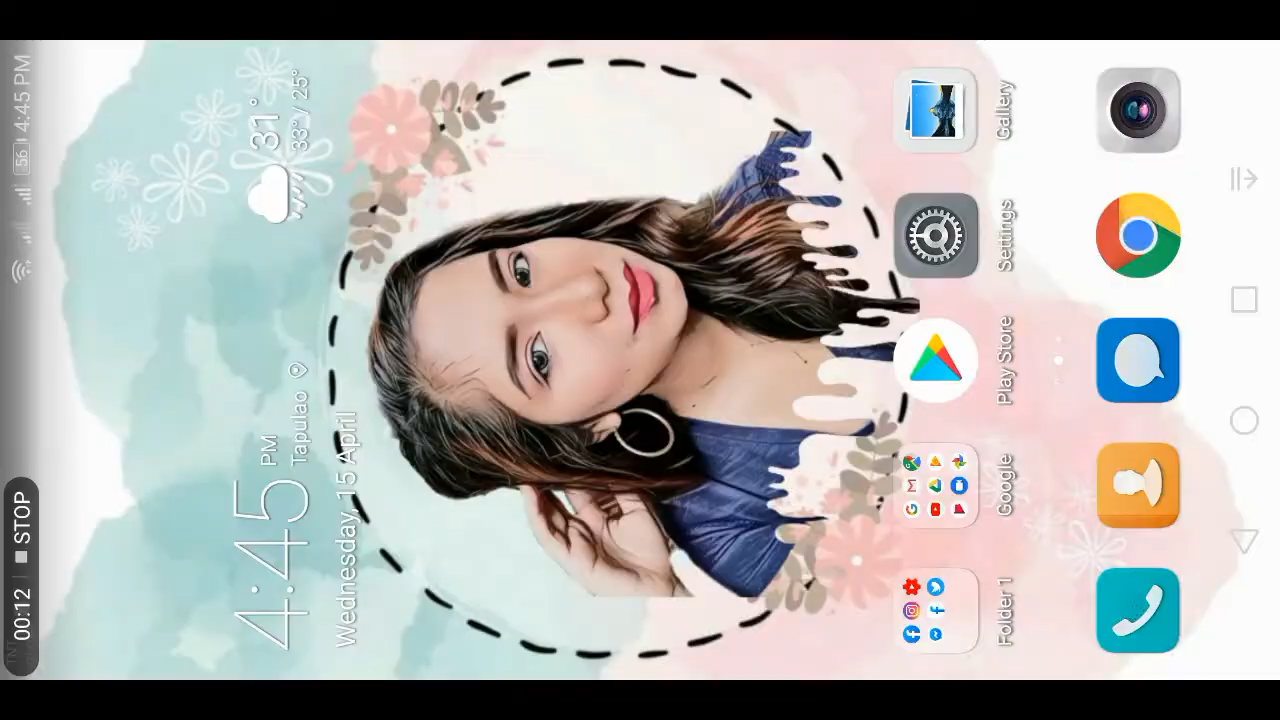 TNT
4:45 PM
56
00:12
STOP
4:45 PM
Tapulao
Wednesday, 15 April
31°
33° / 25°
Folder 1
Google
Play Store
Settings
Gallery